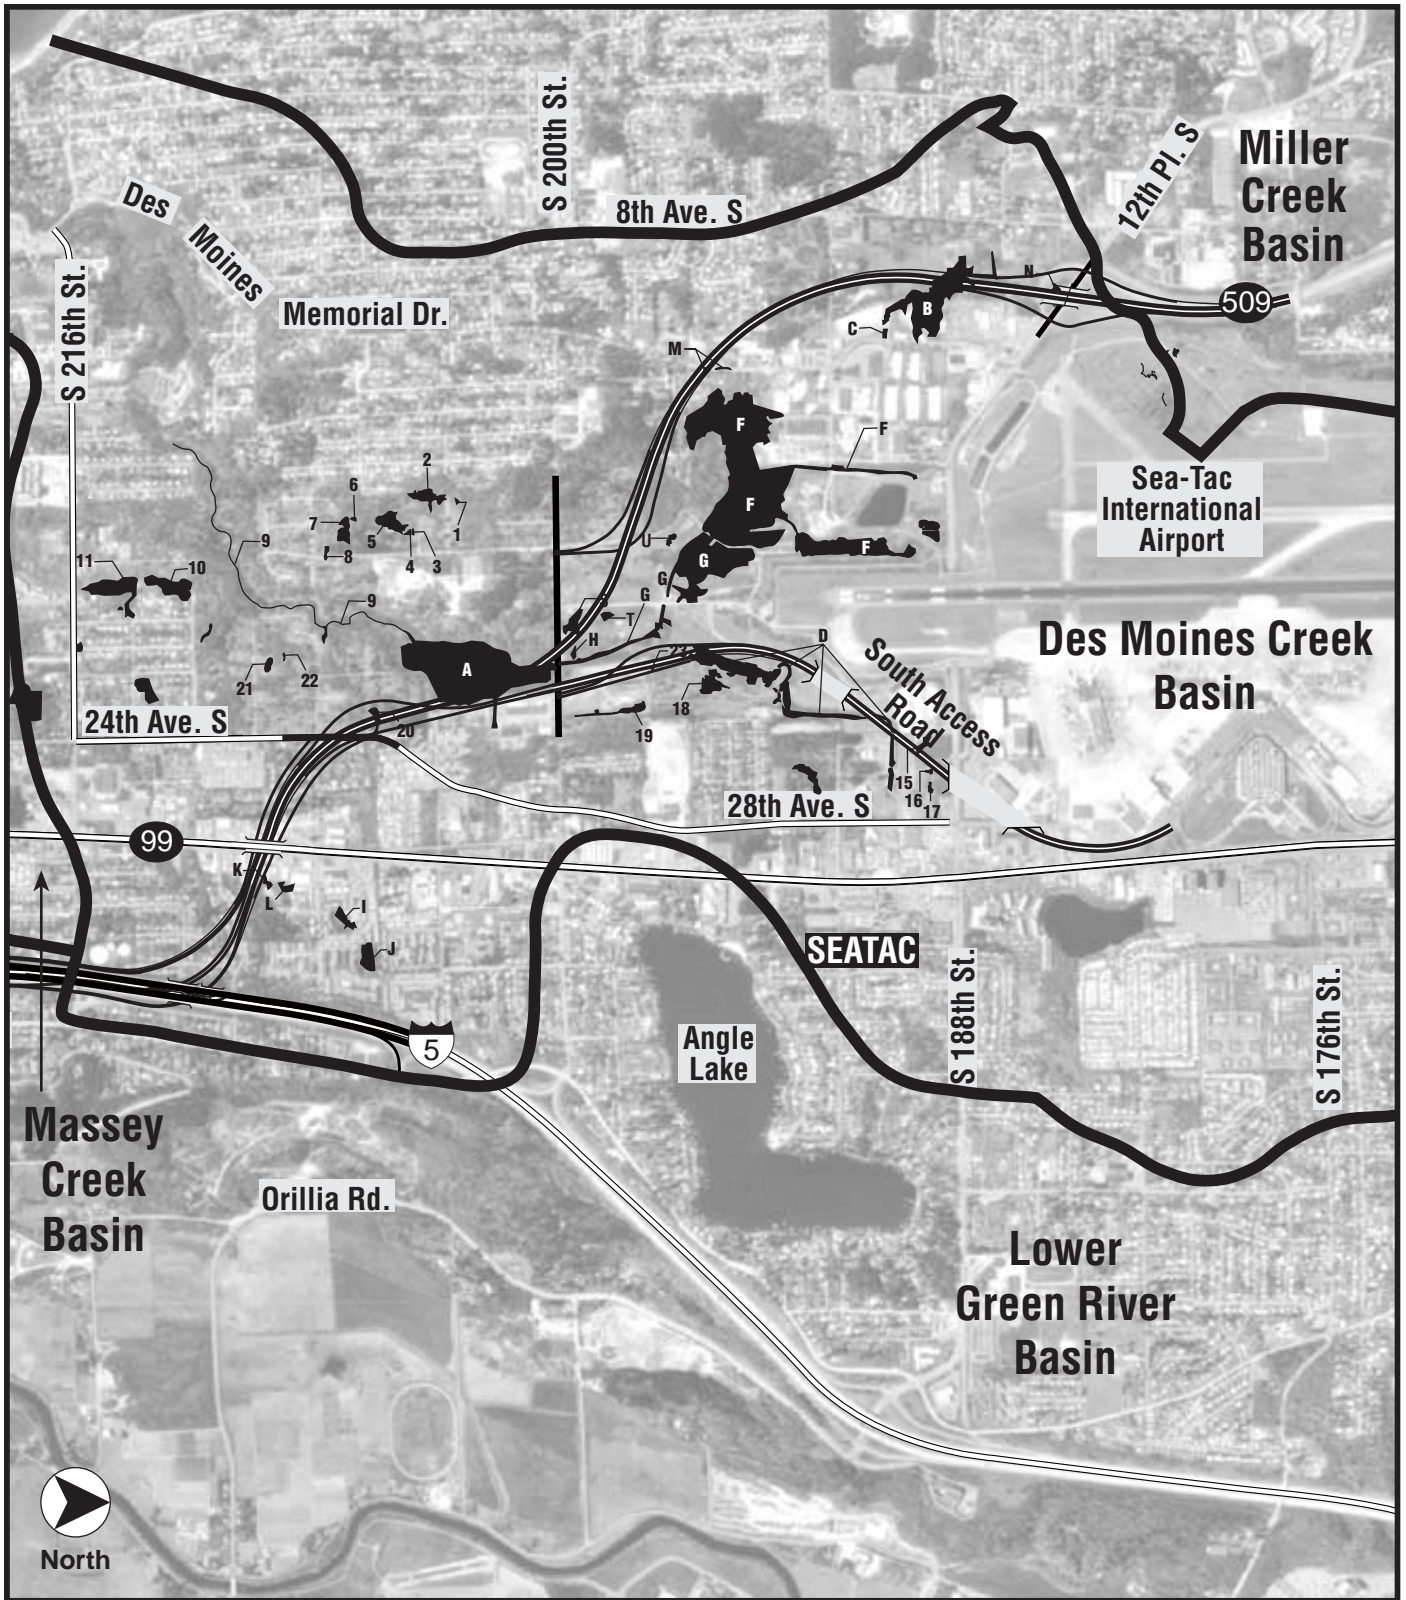 S 200th St.
12th Pl. S
Miller
Creek
Basin
Des
Moines
Memorial Dr.
8th Ave. S
S 216th St.
N
509
B
C
M
F
F
F
F
Sea-Tac
International
Airport
2
6
7
5
1
8
4
3
9
11
10
9
U
G
G
G
T
H
A
21
22
23
D
South Access
Road
Des Moines Creek
Basin
24th Ave. S
20
18
19
15
16
17
28th Ave. S
99
K
L
I
J
SEATAC
S 188th St.
S 176th St.
5
Angle
Lake
Massey
Creek
Basin
Orillia Rd.
Lower
Green River
Basin
North